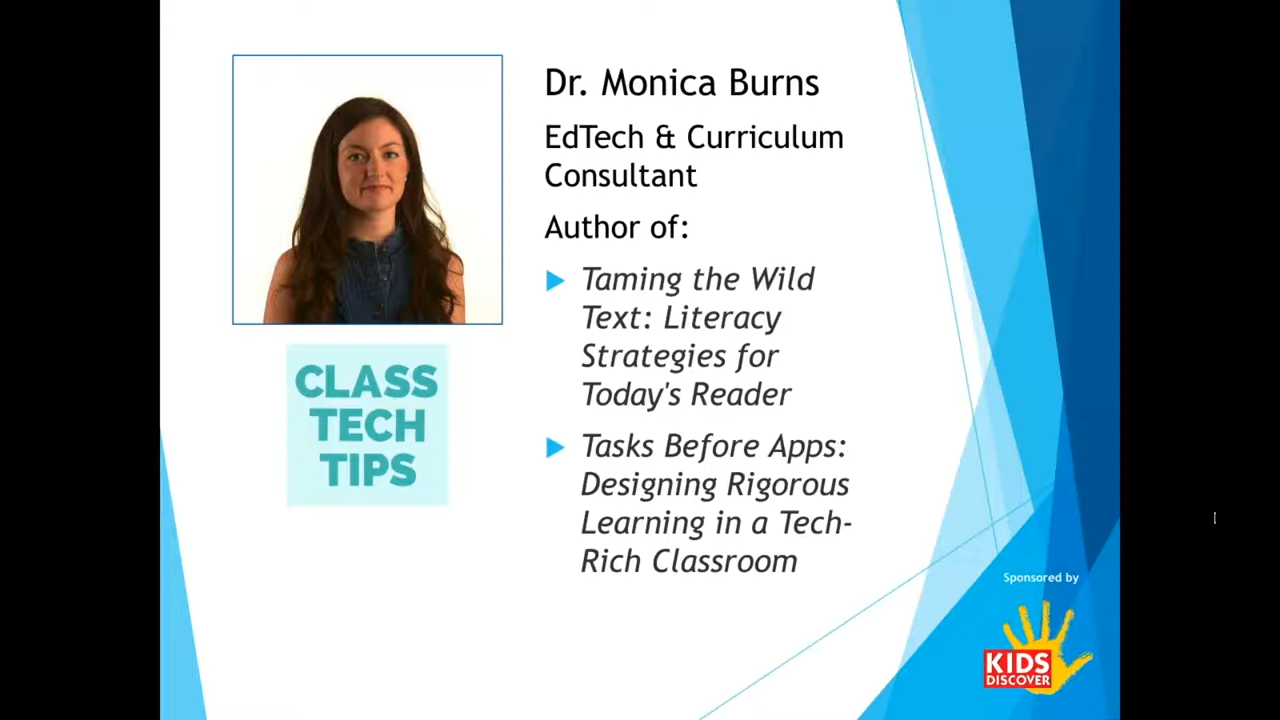 Dr. Monica Burns
EdTech & Curriculum
Consultant
Author of:
Taming the Wild
Text: Literacy
Strategies for
Today's Reader
Tasks Before Apps:
Designing Rigorous
Learning in a Tech-
Rich Classroom
CLASS
TECH
TIPS
Sponsored by
KIDS
DISCOVER